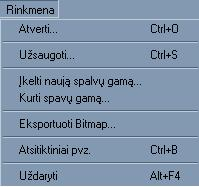 Rinkmena
Atverti... Ctrl+O
Užsaugoti... Ctrl+S
Įkelti naują spalvų gamą...
Kurti spavų gamą...
Eksportuoti Bitmap...
Atsitiktiniai pvz. Ctrl+B
Uždaryti Alt+F4